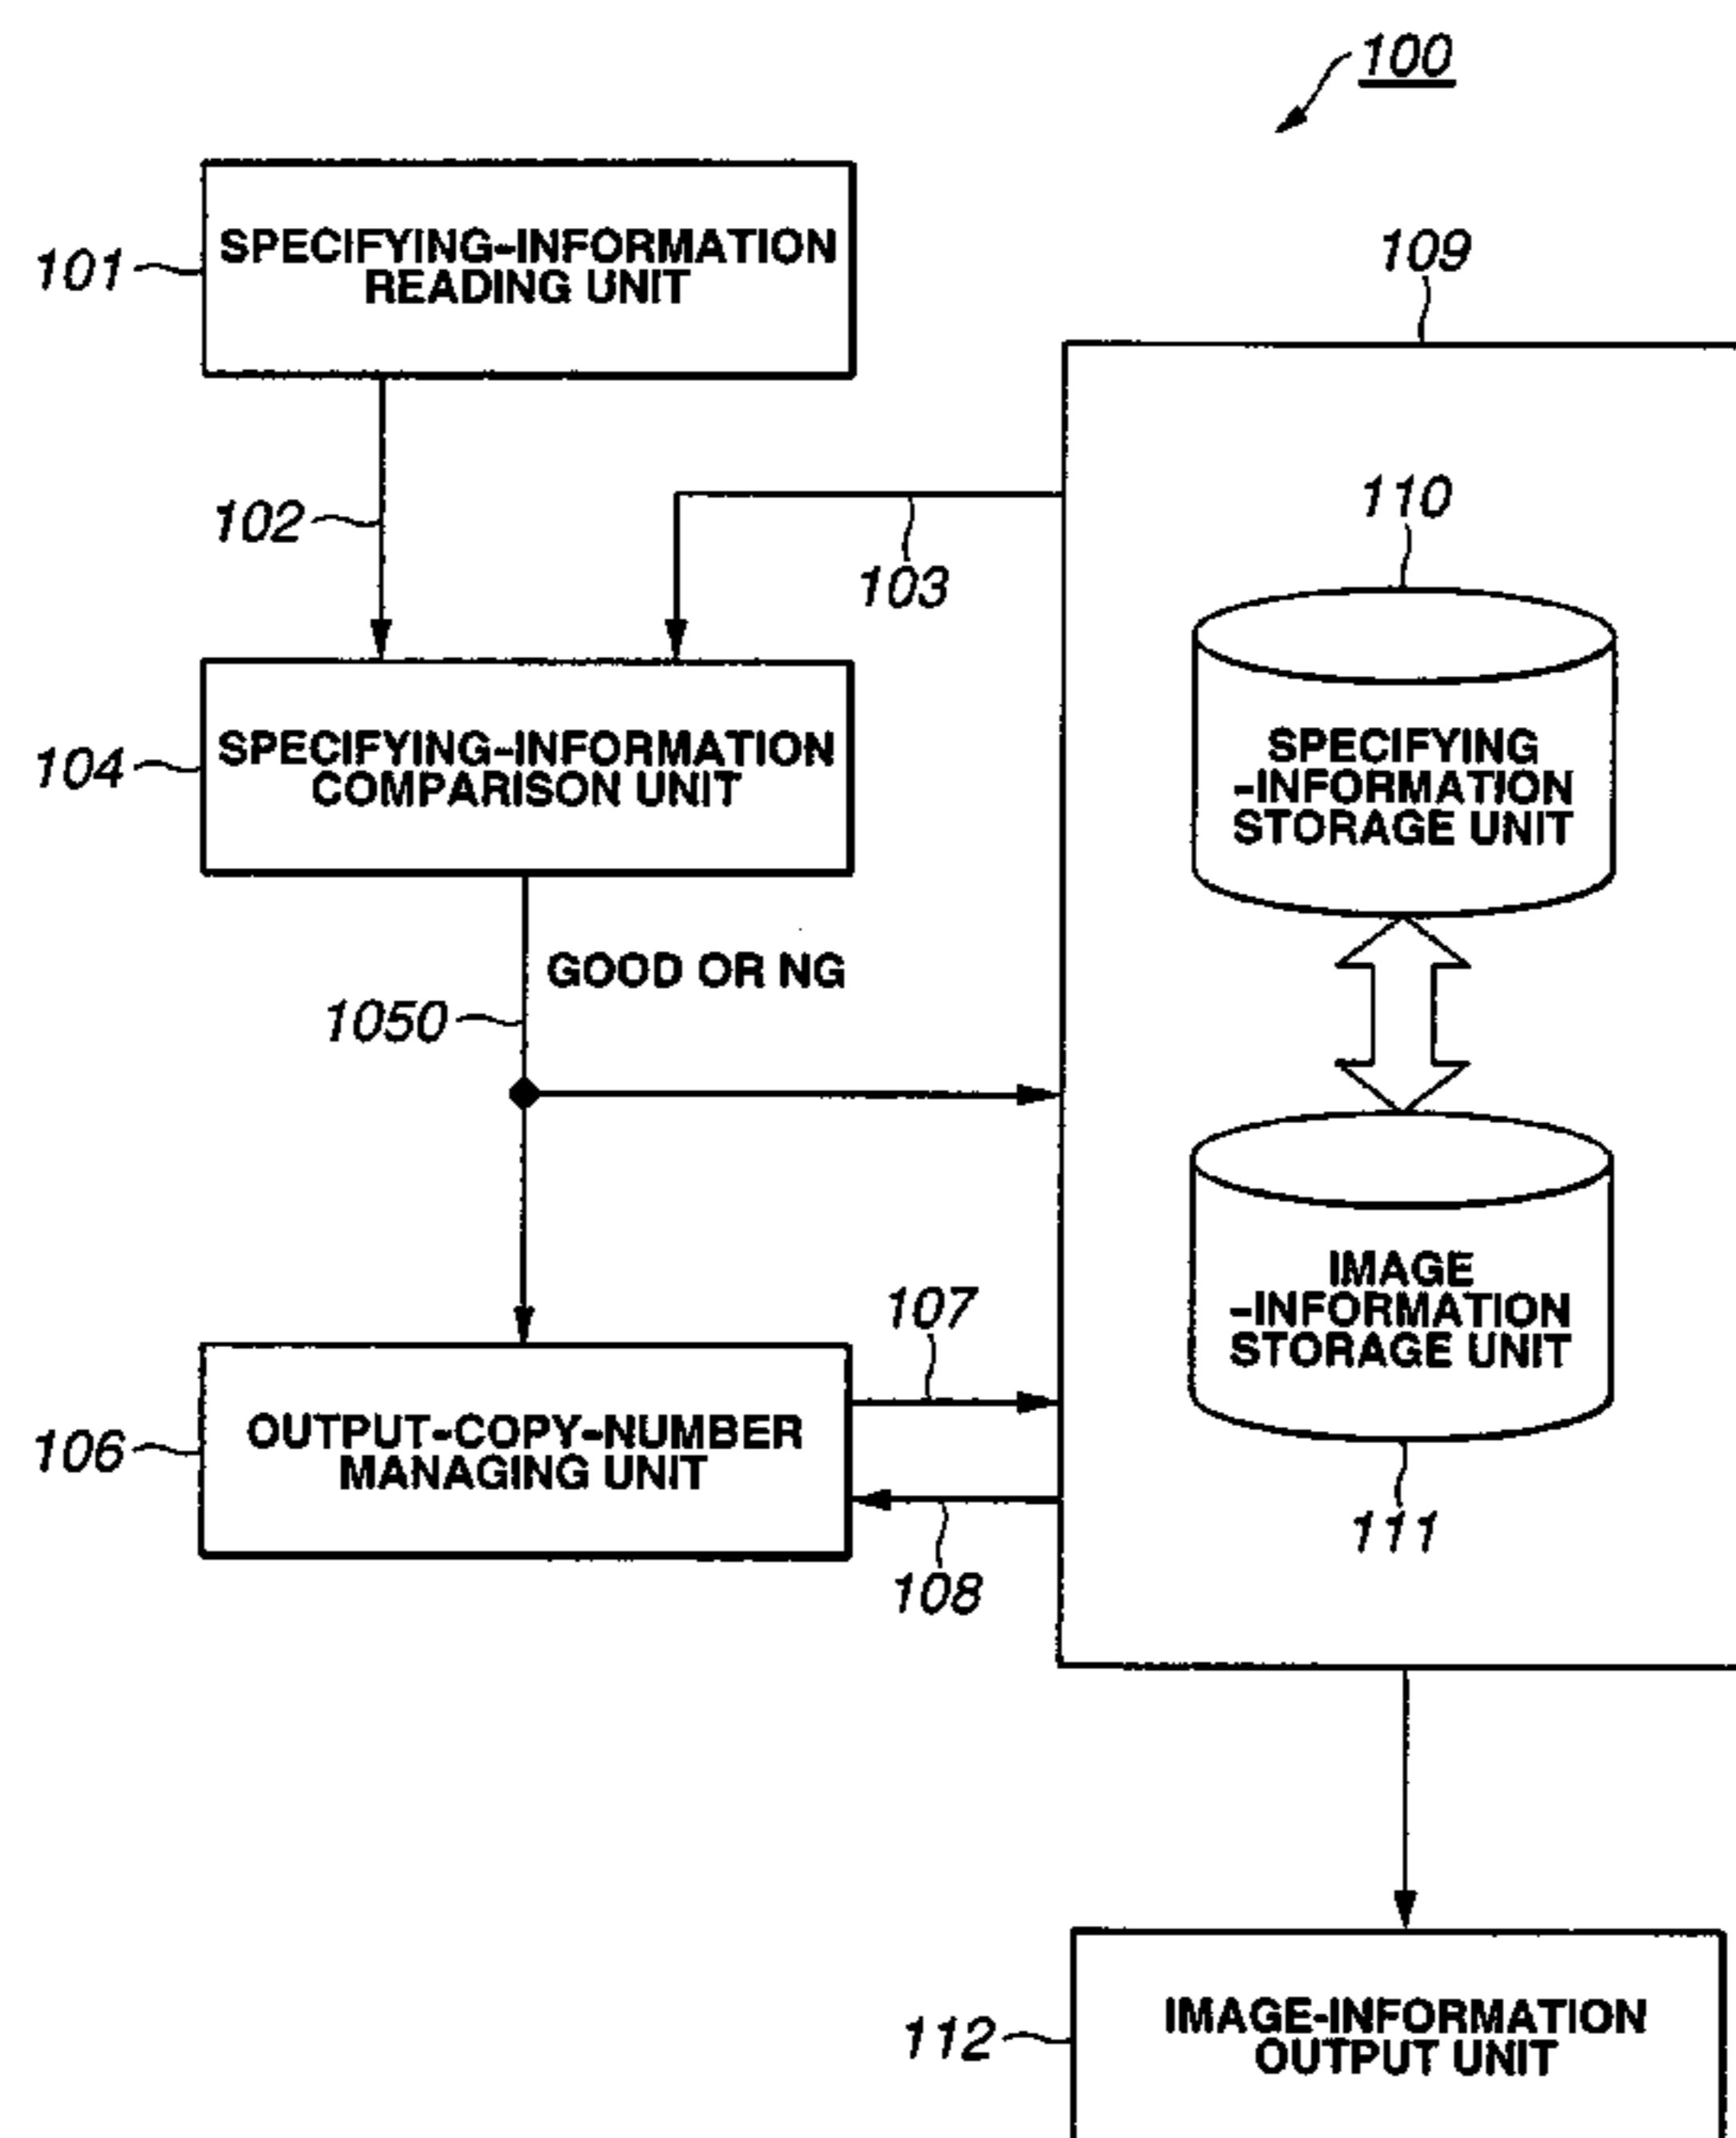 100
101
SPECIFYING-INFORMATION
READING UNIT
109
102
103
110
104
SPECIFYING-INFORMATION
COMPARISON UNIT
SPECIFYING
-INFORMATION
STORAGE UNIT
GOOD OR NG
1050
107
IMAGE
-INFORMATION
STORAGE UNIT
106
OUTPUT-COPY-NUMBER
MANAGING UNIT
108
111
112
IMAGE-INFORMATION
OUTPUT UNIT